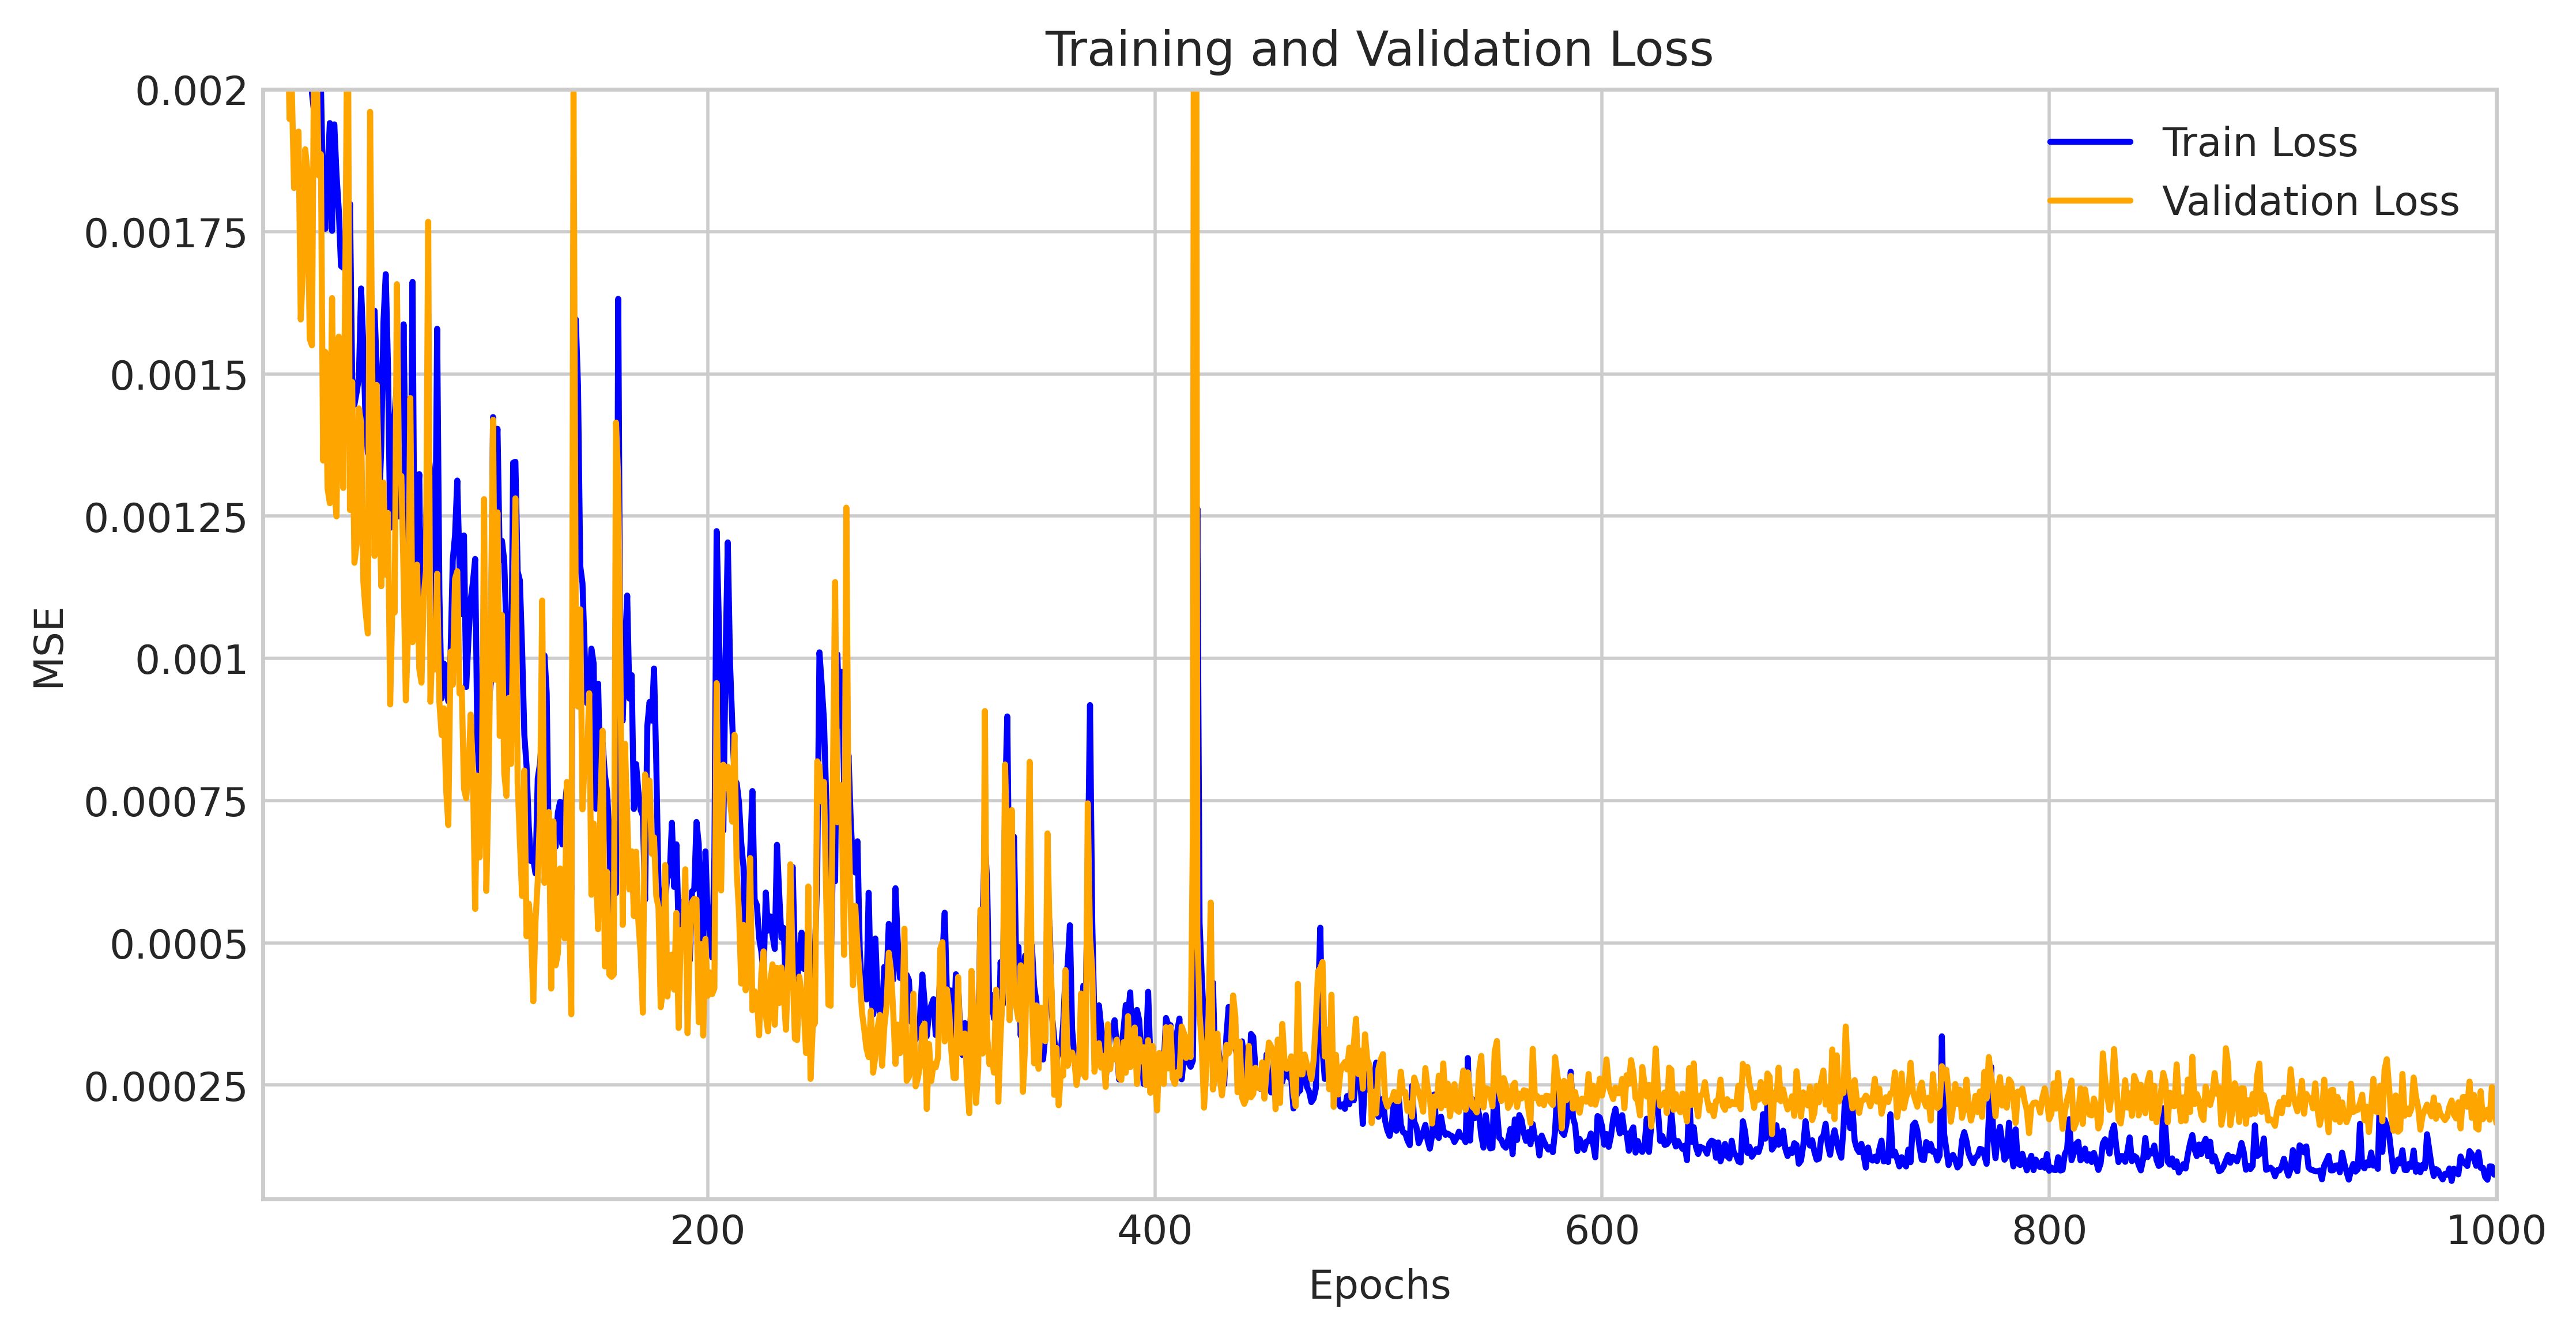 Training and Validation Loss
0.002
0.00175
0.0015
0.00125
0.001
0.00075
0.0005
0.00025
MSE
Train Loss
Validation Loss
200 400 600 800 1000
Epochs